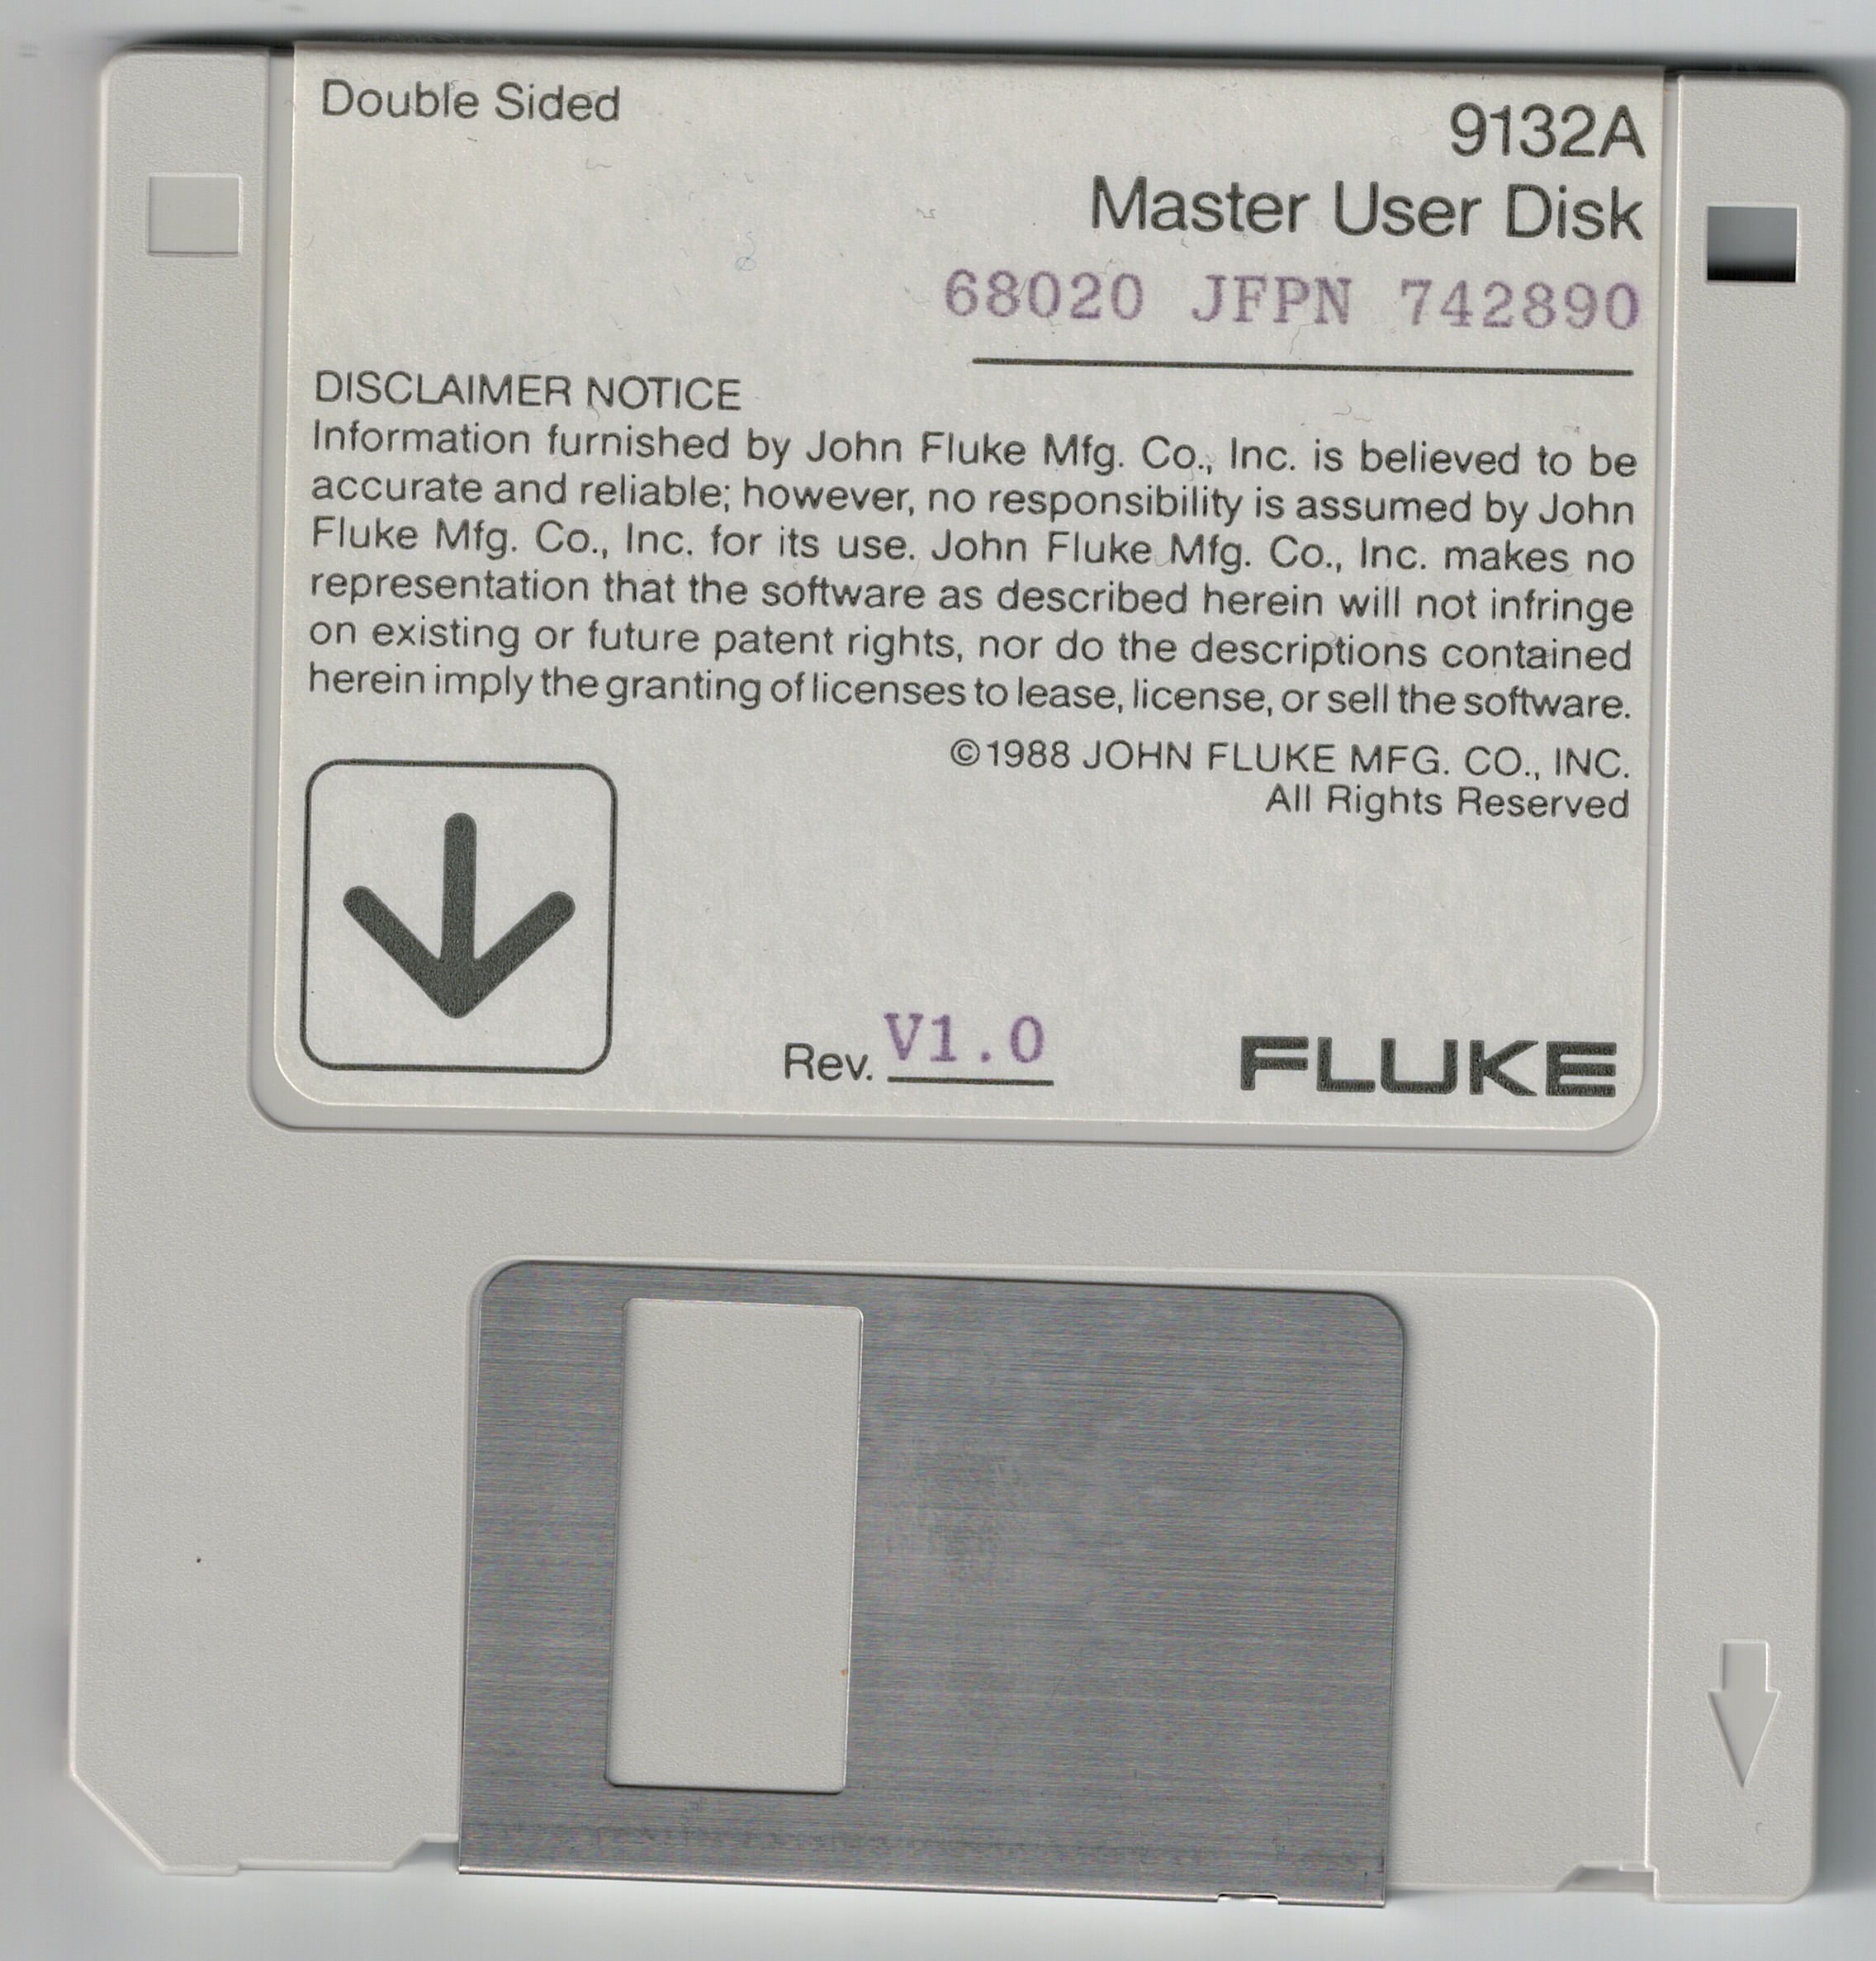 Double Sided
9132A
Master User Disk
68020 JFPN 742890
DISCLAIMER NOTICE
Information furnished by John Fluke Mfg. Co., Inc. is believed to be
accurate and reliable; however, no responsibility is assumed by John
Fluke Mfg. Co., Inc. for its use. John Fluke Mfg. Co., Inc. makes no
representation that the software as described herein will not infringe
on existing or future patent rights, nor do the descriptions contained
herein imply the granting of licenses to lease, license, or sell the software.
©1988 JOHN FLUKE MFG. CO., INC.
All Rights Reserved
Rev. V1.0
FLUKE